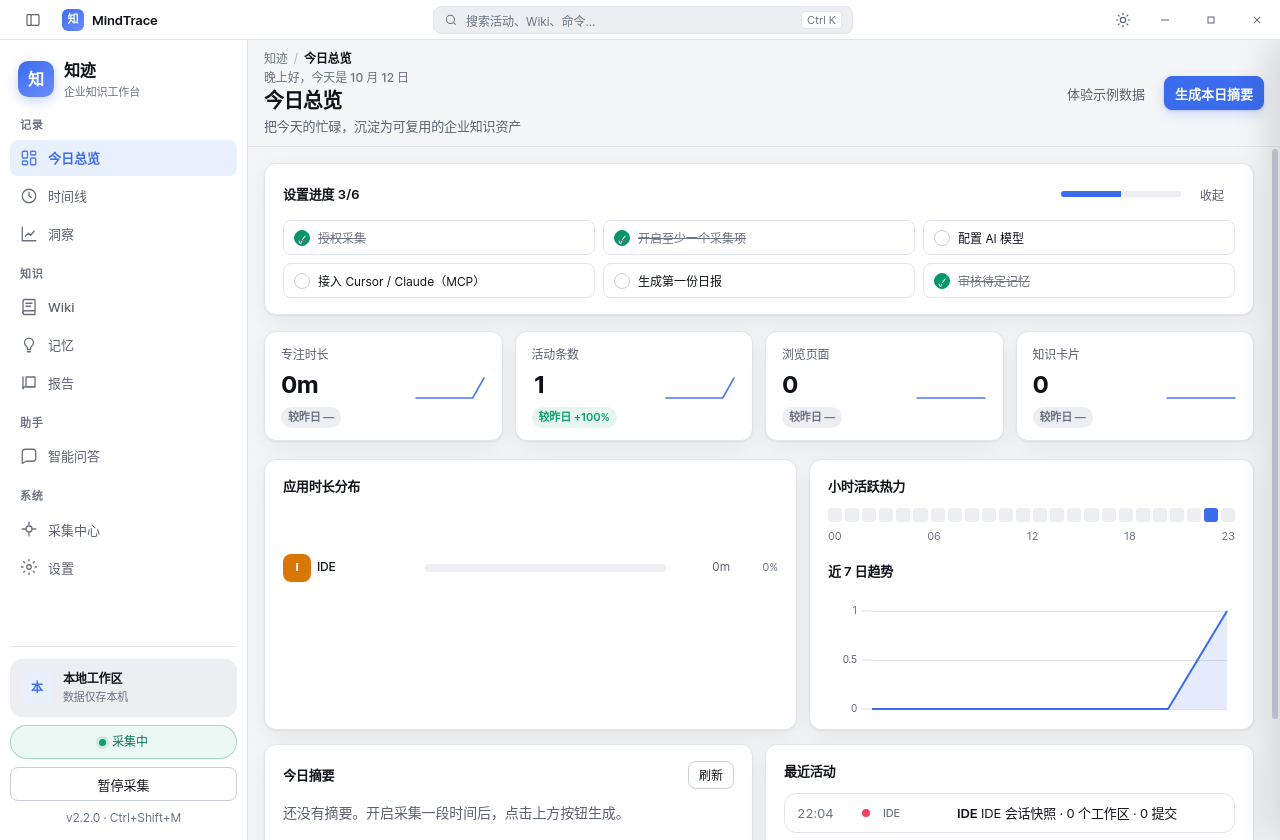 知 MindTrace
搜索活动、Wiki、命令... Ctrl K
知 知迹
企业知识工作台
记录
今日总览
时间线
洞察
知识
Wiki
记忆
报告
助手
智能问答
系统
采集中心
设置
本 本地工作区
数据仅存本机
采集中
暂停采集
v2.2.0 · Ctrl+Shift+M
知迹 / 今日总览
晚上好，今天是 10 月 12 日
今日总览
把今天的忙碌，沉淀为可复用的企业知识资产
体验示例数据 生成本日摘要
设置进度 3/6 收起
授权采集 开启至少一个采集项 配置 AI 模型
接入 Cursor / Claude（MCP） 生成第一份日报 审核待定记忆
专注时长
0m
较昨日 —
活动条数
1
较昨日 +100%
浏览页面
0
较昨日 —
知识卡片
0
较昨日 —
应用时长分布
I IDE 0m 0%
小时活跃热力
00 06 12 18 23
近 7 日趋势
1
0.5
0
今日摘要 刷新
还没有摘要。开启采集一段时间后，点击上方按钮生成。
最近活动
22:04 IDE IDE IDE 会话快照 · 0 个工作区 · 0 提交